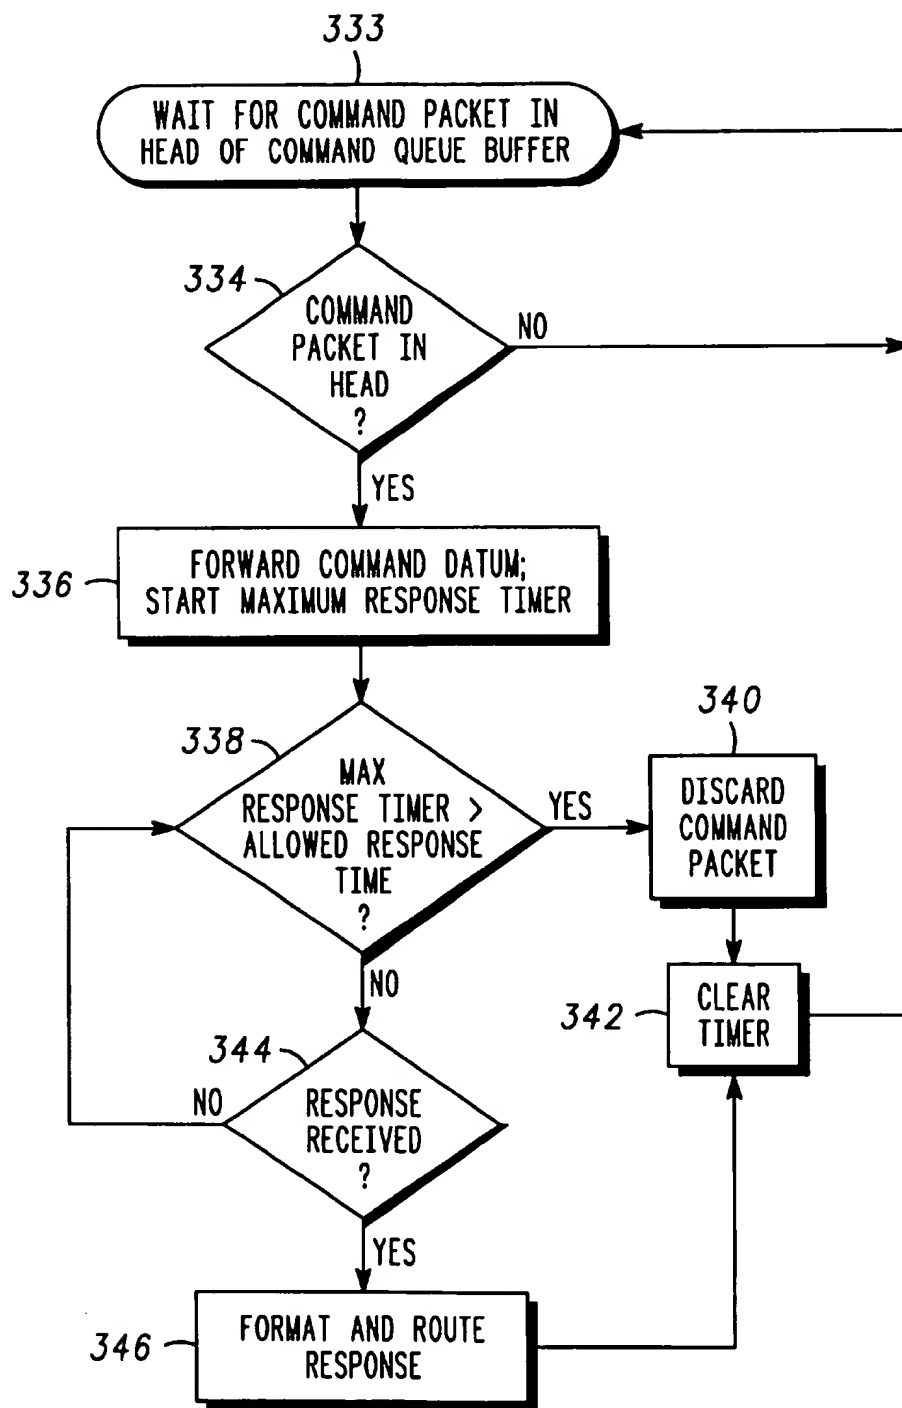 333
WAIT FOR COMMAND PACKET IN
HEAD OF COMMAND QUEUE BUFFER
334
COMMAND
PACKET IN
HEAD
?
NO
YES
336
FORWARD COMMAND DATUM;
START MAXIMUM RESPONSE TIMER
338
MAX
RESPONSE TIMER >
ALLOWED RESPONSE
TIME
?
YES
340
DISCARD
COMMAND
PACKET
NO
342
CLEAR
TIMER
344
NO
RESPONSE
RECEIVED
?
YES
346
FORMAT AND ROUTE
RESPONSE